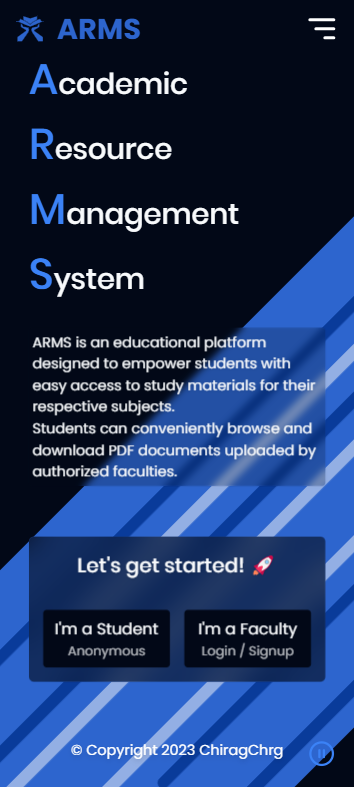 ARMS
Academic
Resource
Management
System
ARMS is an educational platform
designed to empower students with
easy access to study materials for their
respective subjects.
Students can conveniently browse and
download PDF documents uploaded by
authorized faculties.
Let's get started! 🚀
I'm a Student
Anonymous
I'm a Faculty
Login / Signup
© Copyright 2023 ChiragChrg